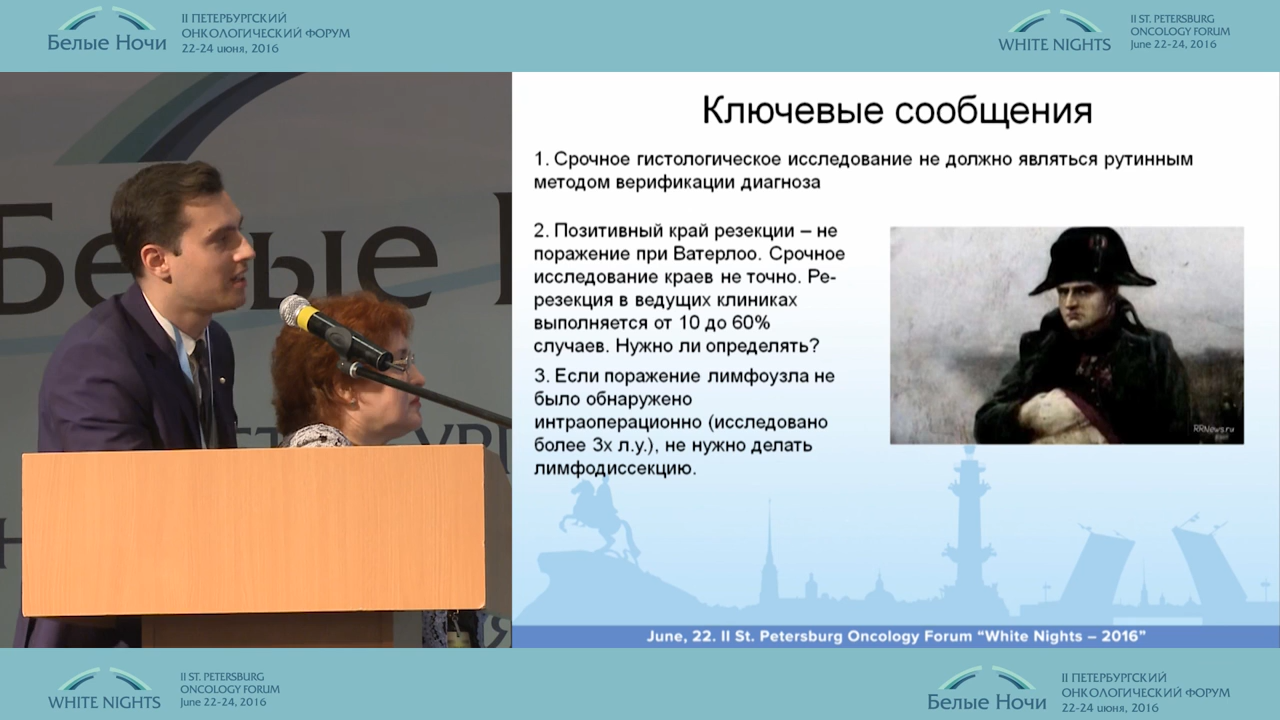 Белые Ночи
II ПЕТЕРБУРГСКИЙ
ОНКОЛОГИЧЕСКИЙ ФОРУМ
22-24 июня, 2016
WHITE NIGHTS
II ST. PETERSBURG
ONCOLOGY FORUM
June 22-24, 2016
Белые
Ключевые сообщения
1. Срочное гистологическое исследование не должно являться рутинным
методом верификации диагноза
2. Позитивный край резекции – не
поражение при Ватерлоо. Срочное
исследование краев не точно. Ре-
резекция в ведущих клиниках
выполняется от 10 до 60%
случаев. Нужно ли определять?
3. Если поражение лимфоузла не
было обнаружено
интраоперационно (исследовано
более 3х л.у.), не нужно делать
лимфодиссекцию.
RRNews.ru
June, 22. II St. Petersburg Oncology Forum “White Nights – 2016”
WHITE NIGHTS
II ST. PETERSBURG
ONCOLOGY FORUM
June 22-24, 2016
Белые Ночи
II ПЕТЕРБУРГСКИЙ
ОНКОЛОГИЧЕСКИЙ ФОРУМ
22-24 июня, 2016